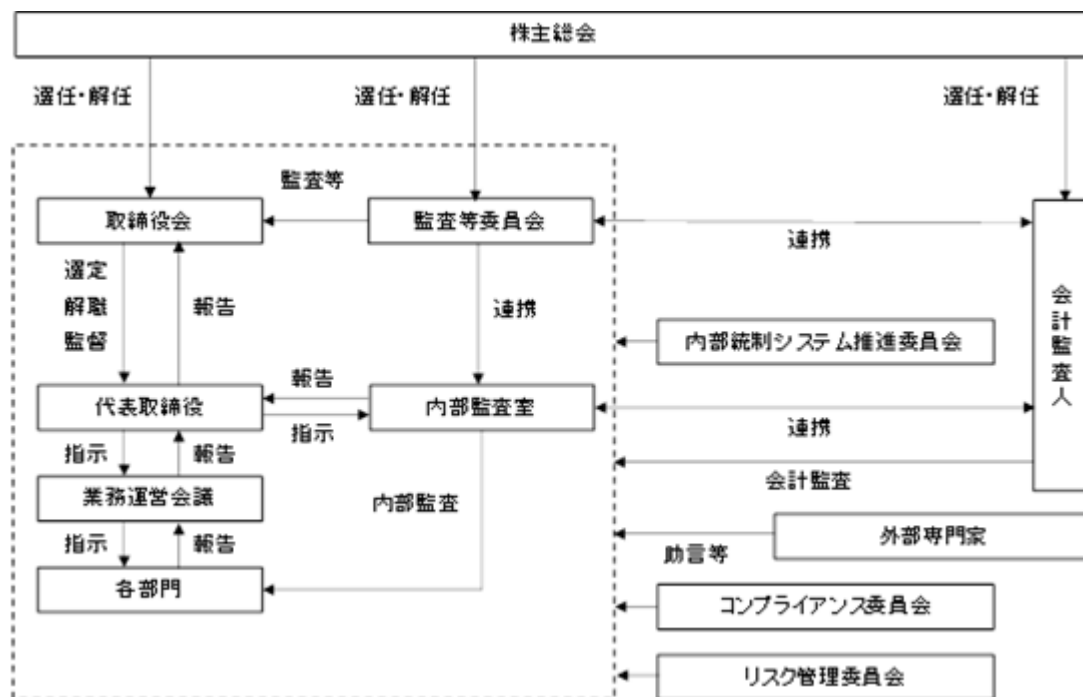 株主総会
選任・解任
選任・解任
選任・解任
監査等
取締役会
監査等委員会
連携
選定
解職
監督
報告
連携
会計監査人
内部統制システム推進委員会
報告
代表取締役
内部監査室
指示
連携
指示
報告
会計監査
業務運営会議
内部監査
外部専門家
指示
報告
助言等
各部門
コンプライアンス委員会
リスク管理委員会